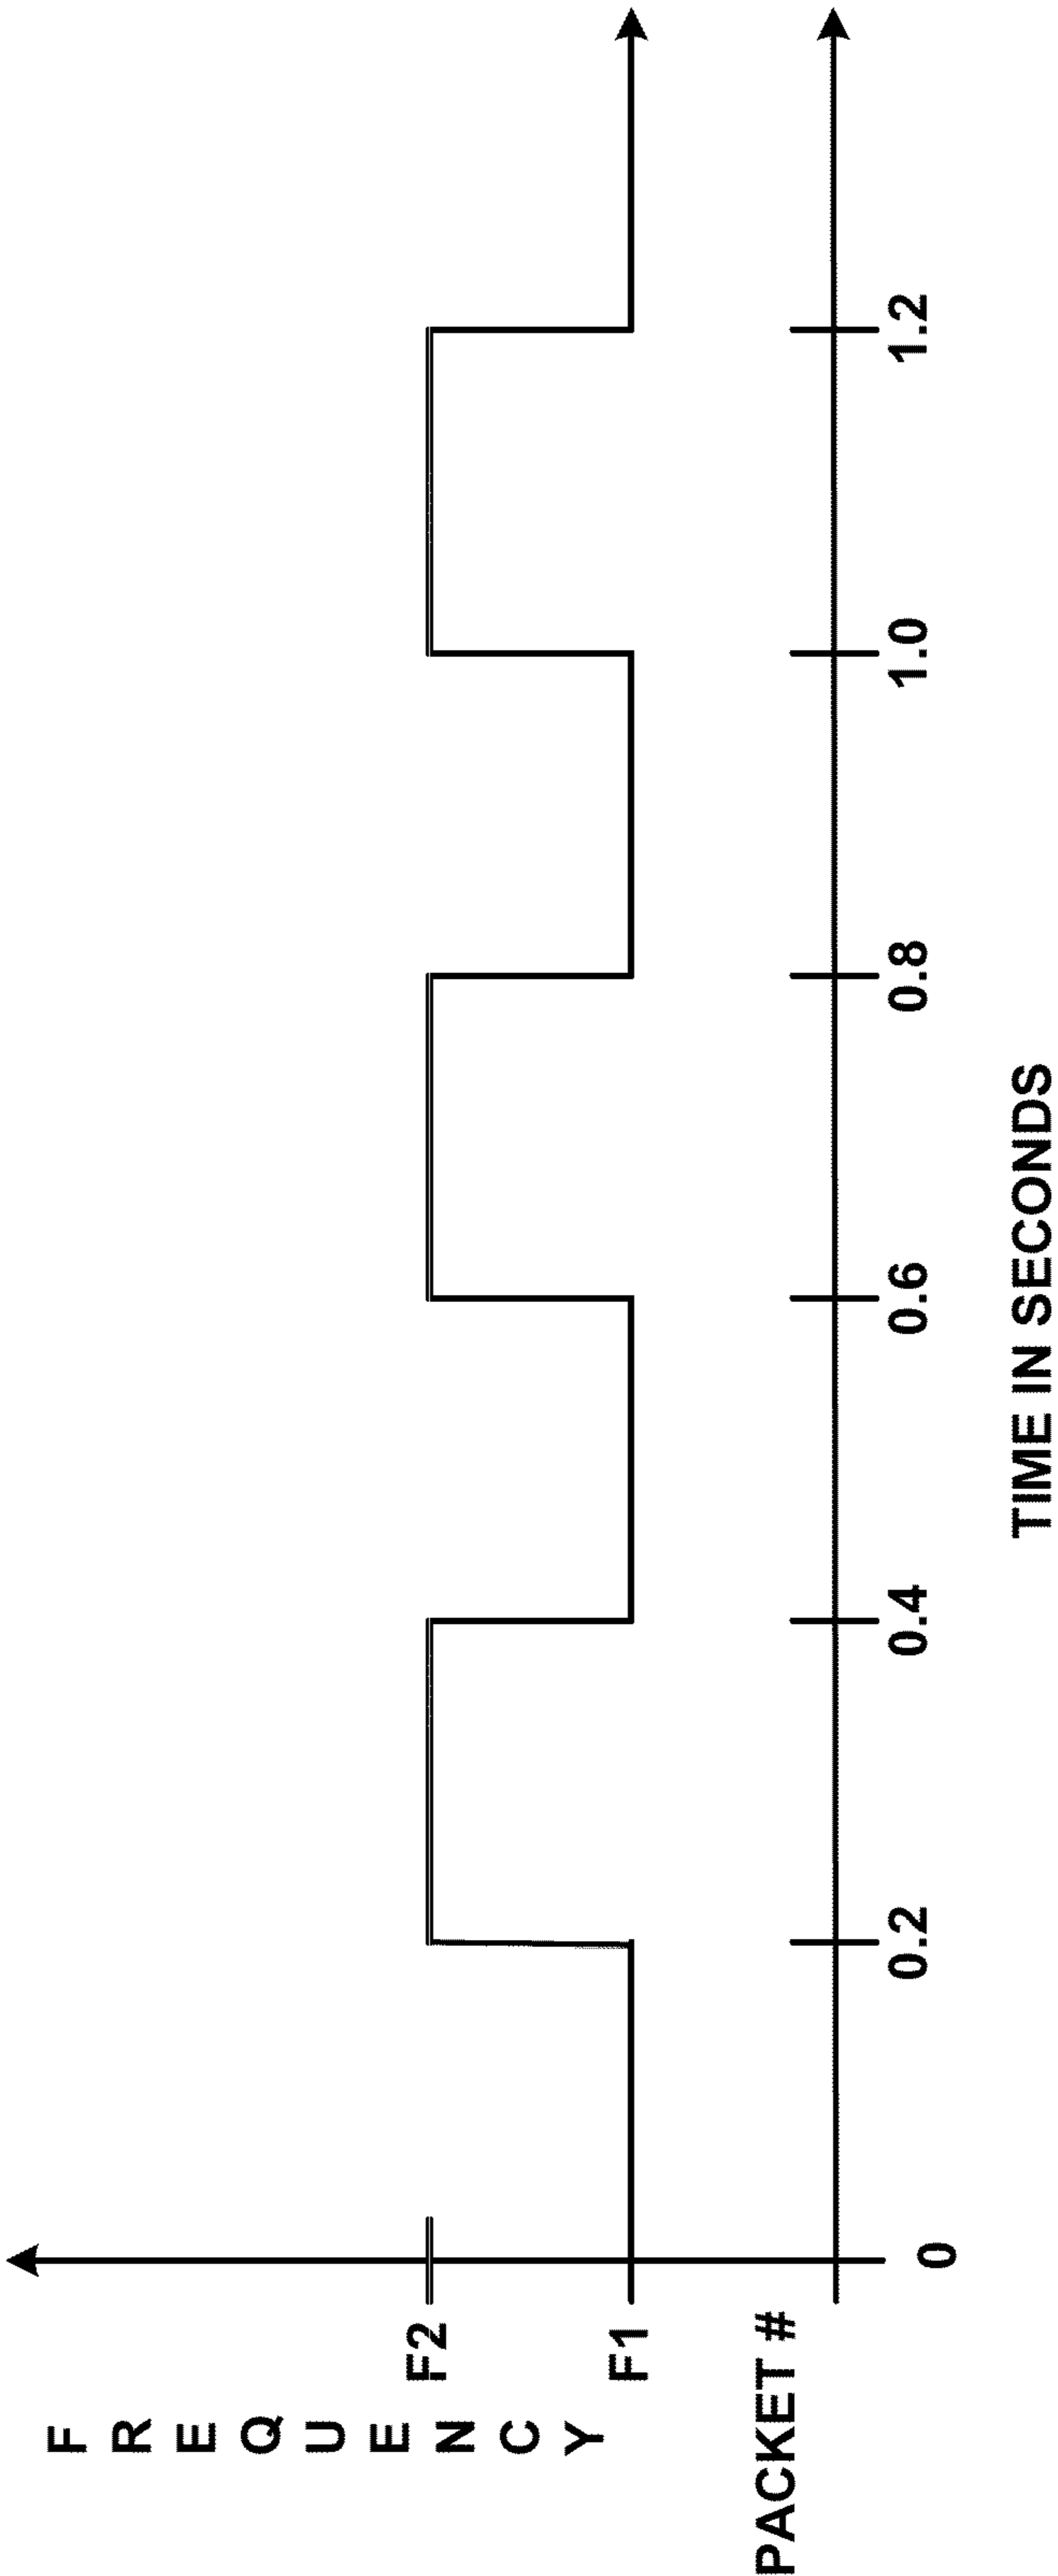 FREQUENCY
F2
F1
PACKET #
0
0.2
0.4
0.6
0.8
1.0
1.2
TIME IN SECONDS